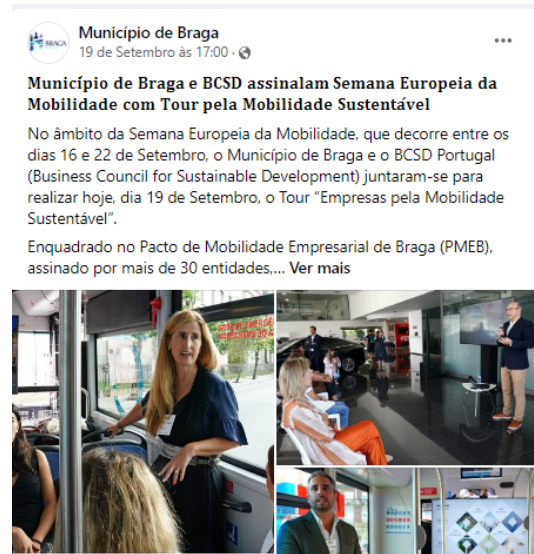 Município de Braga
BRAGA
19 de Setembro às 17:00 ·
Município de Braga e BCSD assinalam Semana Europeia da
Mobilidade com Tour pela Mobilidade Sustentável
No âmbito da Semana Europeia da Mobilidade, que decorre entre os
dias 16 e 22 de Setembro, o Município de Braga e o BCSD Portugal
(Business Council for Sustainable Development) juntaram-se para
realizar hoje, dia 19 de Setembro, o Tour “Empresas pela Mobilidade
Sustentável”.
Enquadrado no Pacto de Mobilidade Empresarial de Braga (PMEB),
assinado por mais de 30 entidades,... Ver mais